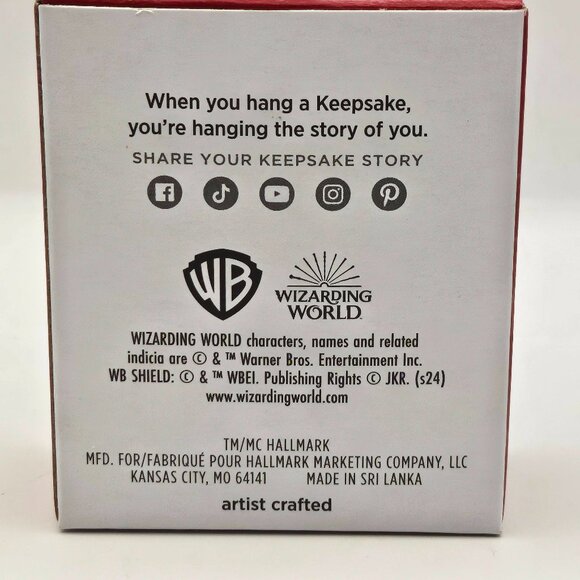 When you hang a Keepsake,
you're hanging the story of you.
SHARE YOUR KEEPSAKE STORY
WB
WIZARDING
WORLD
WIZARDING WORLD characters, names and related
indicia are © & ™ Warner Bros. Entertainment Inc.
WB SHIELD: © & ™ WBEI. Publishing Rights © JKR. (s24)
www.wizardingworld.com
TM/MC HALLMARK
MFD. FOR/FABRIQUÉ POUR HALLMARK MARKETING COMPANY, LLC
KANSAS CITY, MO 64141 MADE IN SRI LANKA
artist crafted